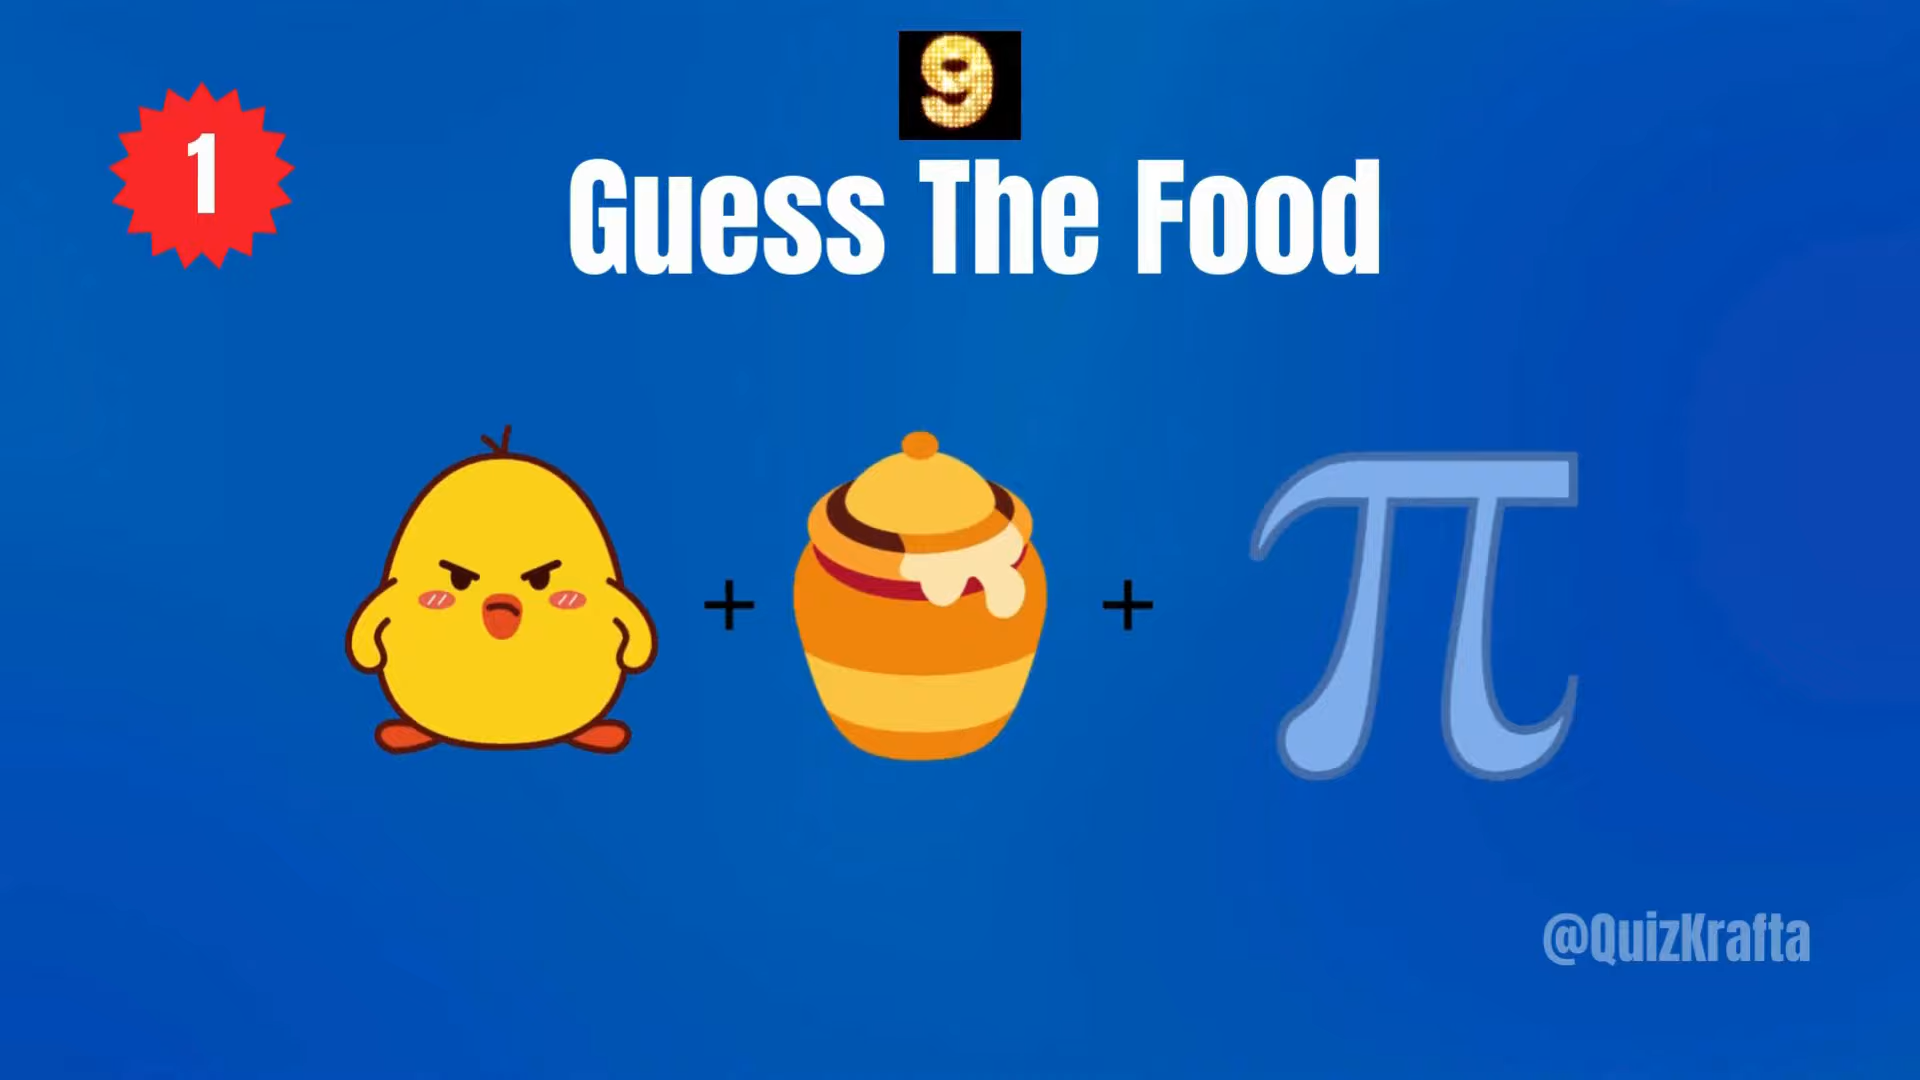 9
1
Guess The Food
+ +
π
@QuizKrafta